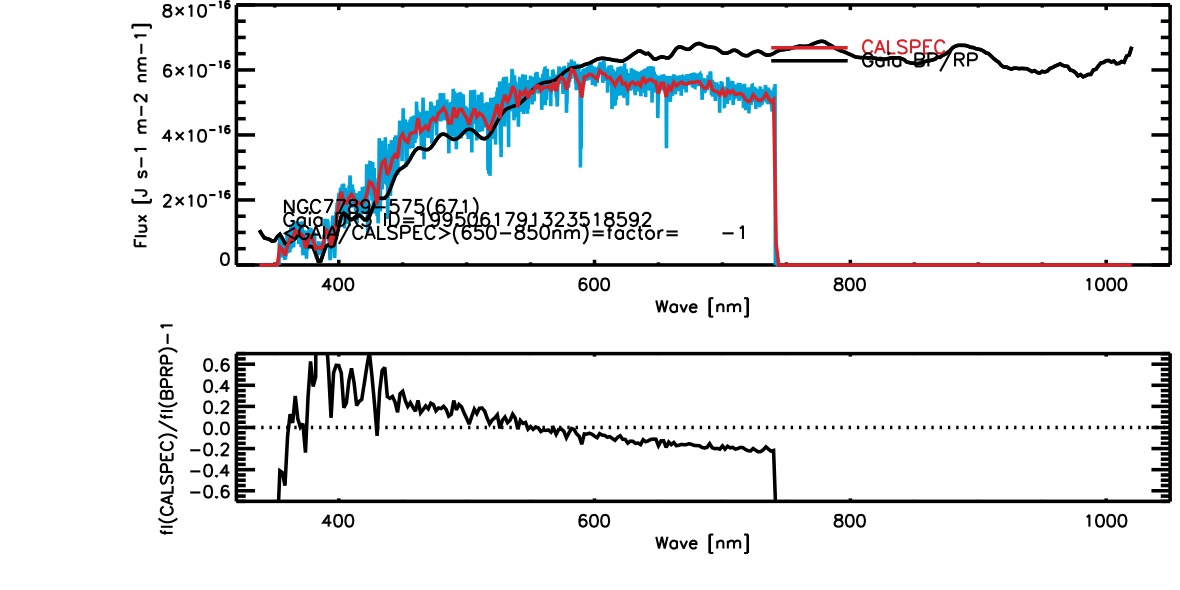 8×10−16
6×10−16
4×10−16
2×10−16
0
Flux [J s−1 m−2 nm−1]
CALSPEC
Gaia BP/RP
NGC7789−575(671)
Gaia DR3 ID=1995061791323518592
<GAIA/CALSPEC>(650−850nm)=factor= −1
400 600 800 1000
Wave [nm]
fl(CALSPEC)/fl(BPRP)−1
0.6
0.4
0.2
0.0
−0.2
−0.4
−0.6
400 600 800 1000
Wave [nm]